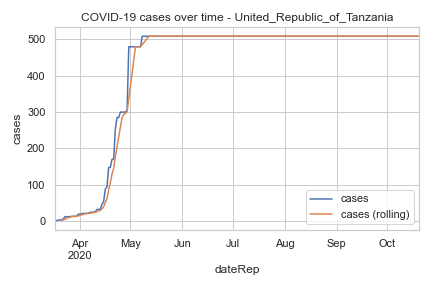 COVID-19 cases over time - United_Republic_of_Tanzania
cases
500
400
300
200
100
0
cases
cases (rolling)
Apr
2020
May
Jun
Jul
Aug
Sep
Oct
dateRep